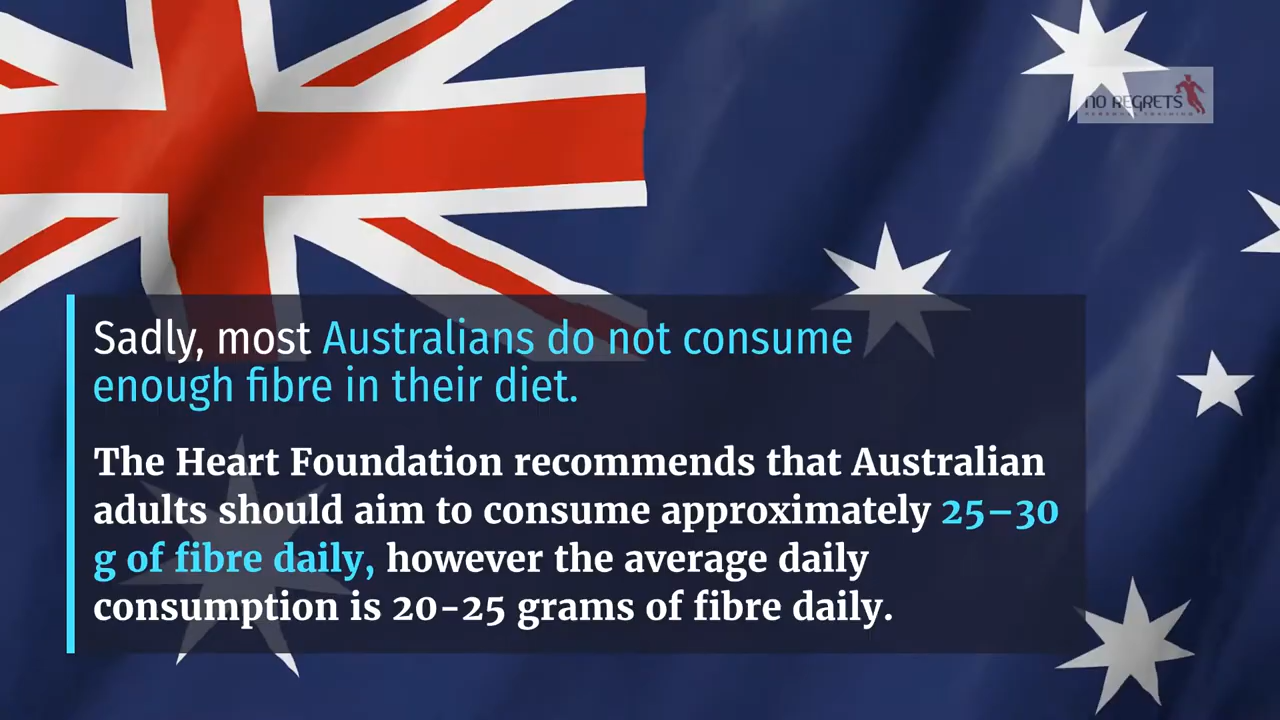 NO REGRETS
PERSONAL TRAINING
Sadly, most Australians do not consume
enough fibre in their diet.
The Heart Foundation recommends that Australian
adults should aim to consume approximately 25–30
g of fibre daily, however the average daily
consumption is 20-25 grams of fibre daily.